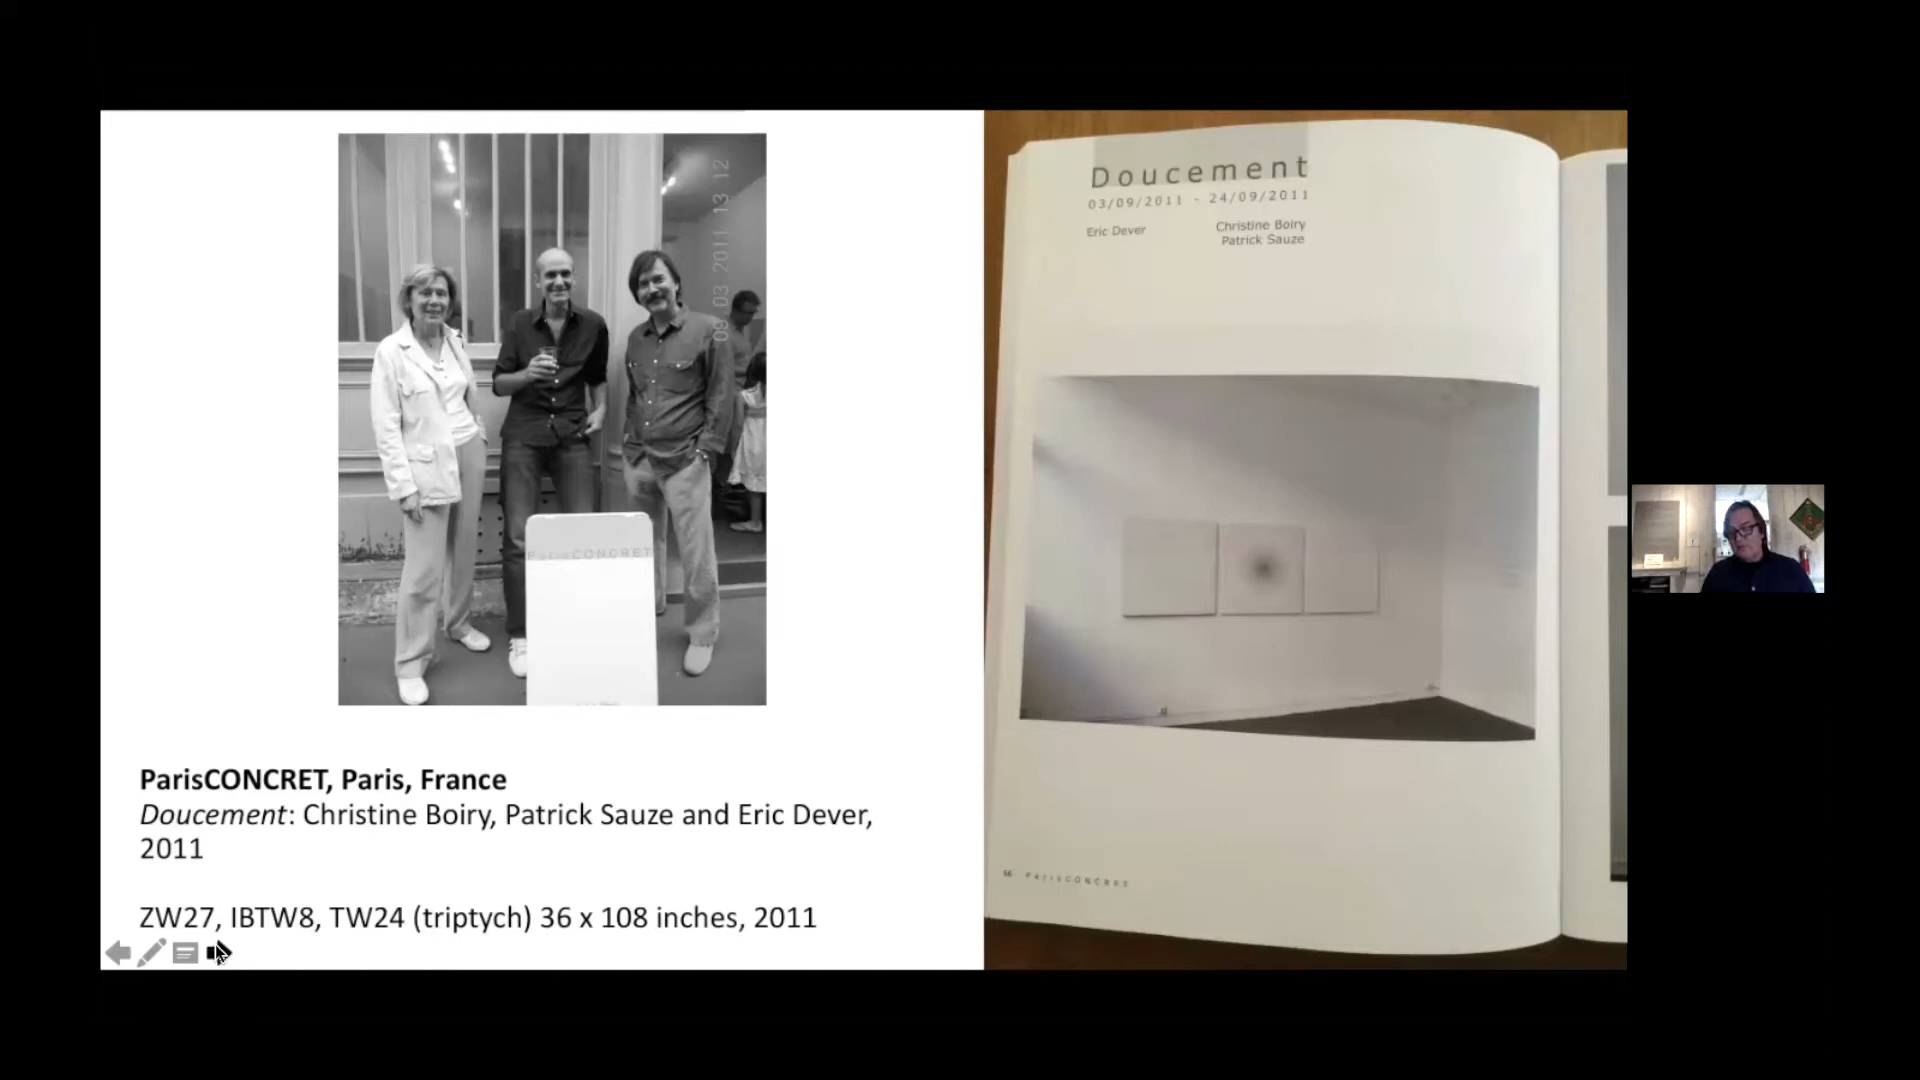 09 03 2011 13 12
ParisCONCRET
ParisCONCRET, Paris, France
Doucement: Christine Boiry, Patrick Sauze and Eric Dever,
2011
ZW27, IBTW8, TW24 (triptych) 36 x 108 inches, 2011
Doucement
03/09/2011 - 24/09/2011
Eric Dever
Christine Boiry
Patrick Sauze
66 ParisCONCRET